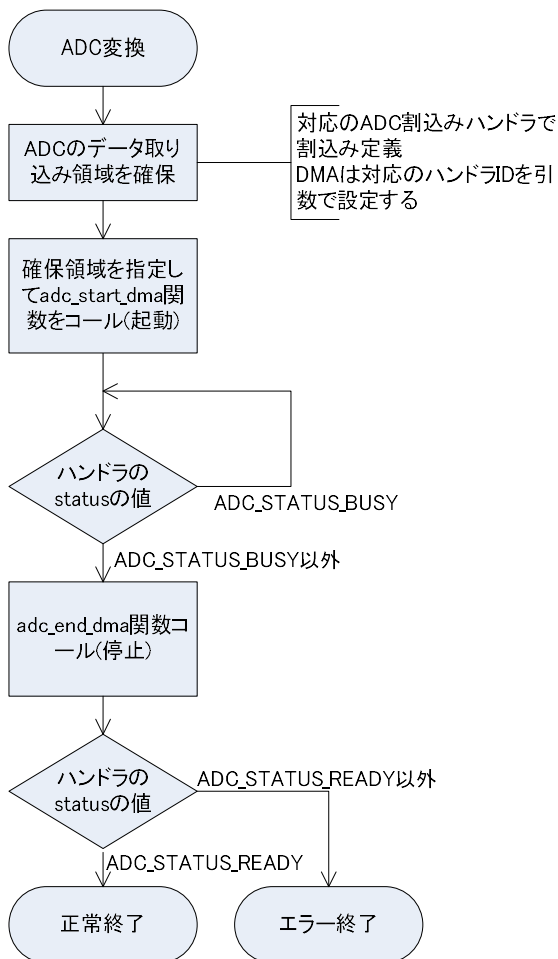 ADC変換
ADCのデータ取り
込み領域を確保
対応のADC割込みハンドラで
割込み定義
DMAは対応のハンドラIDを引
数で設定する
確保領域を指定し
てadc_start_dma関
数をコール(起動)
ハンドラの
statusの値
ADC_STATUS_BUSY
ADC_STATUS_BUSY以外
adc_end_dma関数コ
ール(停止)
ハンドラの
statusの値
ADC_STATUS_READY以外
ADC_STATUS_READY
正常終了
エラー終了